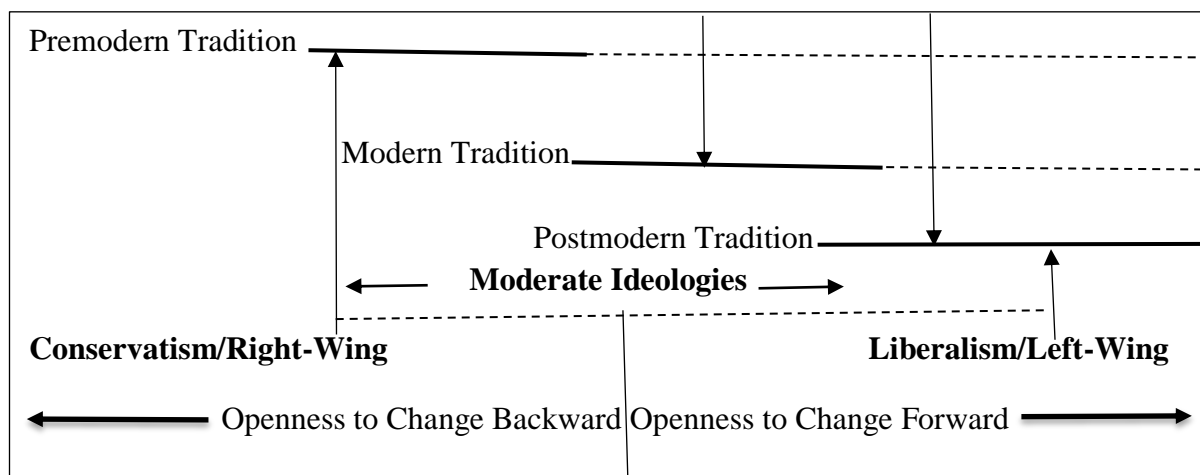 Premodern Tradition
Modern Tradition
Postmodern Tradition
Moderate Ideologies
Conservatism/Right-Wing Liberalism/Left-Wing
Openness to Change Backward Openness to Change Forward